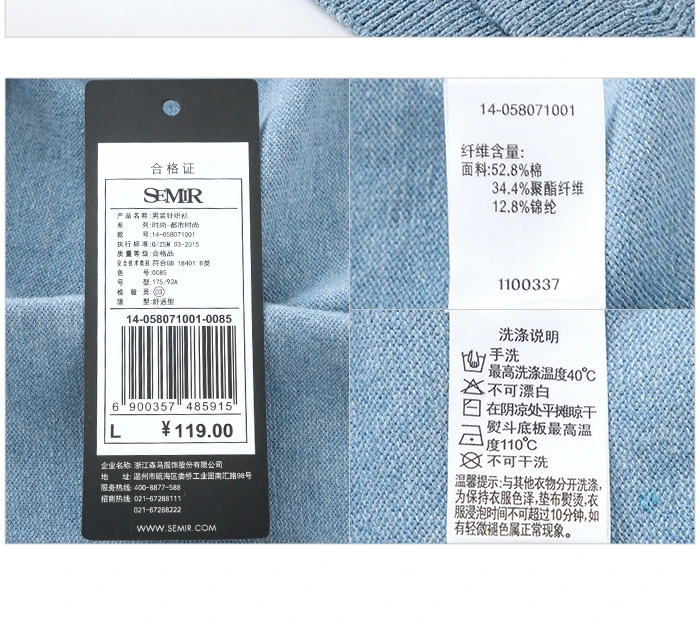 合格证
SEMIR
产品名称:男装针织衫
系 列:时尚-都市时尚
款 号:14-058071001
执行标准:Q/ZSM 03-2015
质量等级:合格品
安全技术类别 符合GB 18401 B类
色 号:0085
号 型:175/92A
检 验 员:03
版 型:舒适型
14-058071001-0085
6 900357 485915
L ¥119.00
企业名称:浙江森马服饰股份有限公司
地 址:温州市瓯海区娄桥工业园南汇路98号
服务热线:400-8877-588
招商热线:021-67288111
021-67288222
WWW.SEMIR.COM
14-058071001
纤维含量:
面料:52.8%棉
34.4%聚酯纤维
12.8%锦纶
1100337
洗涤说明
手洗
最高洗涤温度40℃
不可漂白
在阴凉处平摊晾干
熨斗底板最高温
度110℃
不可干洗
温馨提示:与其他衣物分开洗涤,
为保持衣服色泽,垫布熨烫,衣
服浸泡时间不可超过10分钟,如
有轻微褪色属正常现象。